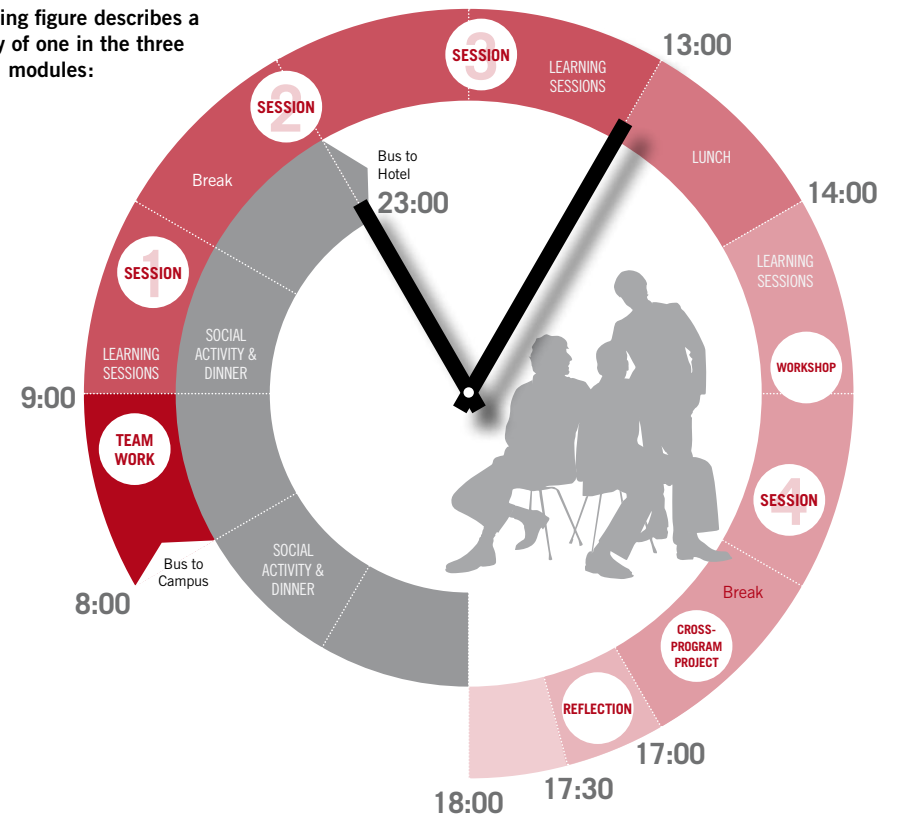 ing figure describes a
y of one in the three
modules:
8:00
Bus to
Campus
TEAM
WORK
9:00
LEARNING
SESSIONS
1
SESSION
Break
2
SESSION
3
SESSION
LEARNING
SESSIONS
13:00
LUNCH
14:00
LEARNING
SESSIONS
WORKSHOP
4
SESSION
Break
CROSS-
PROGRAM
PROJECT
17:00
REFLECTION
17:30
18:00
SOCIAL
ACTIVITY &
DINNER
SOCIAL
ACTIVITY &
DINNER
Bus to
Hotel
23:00